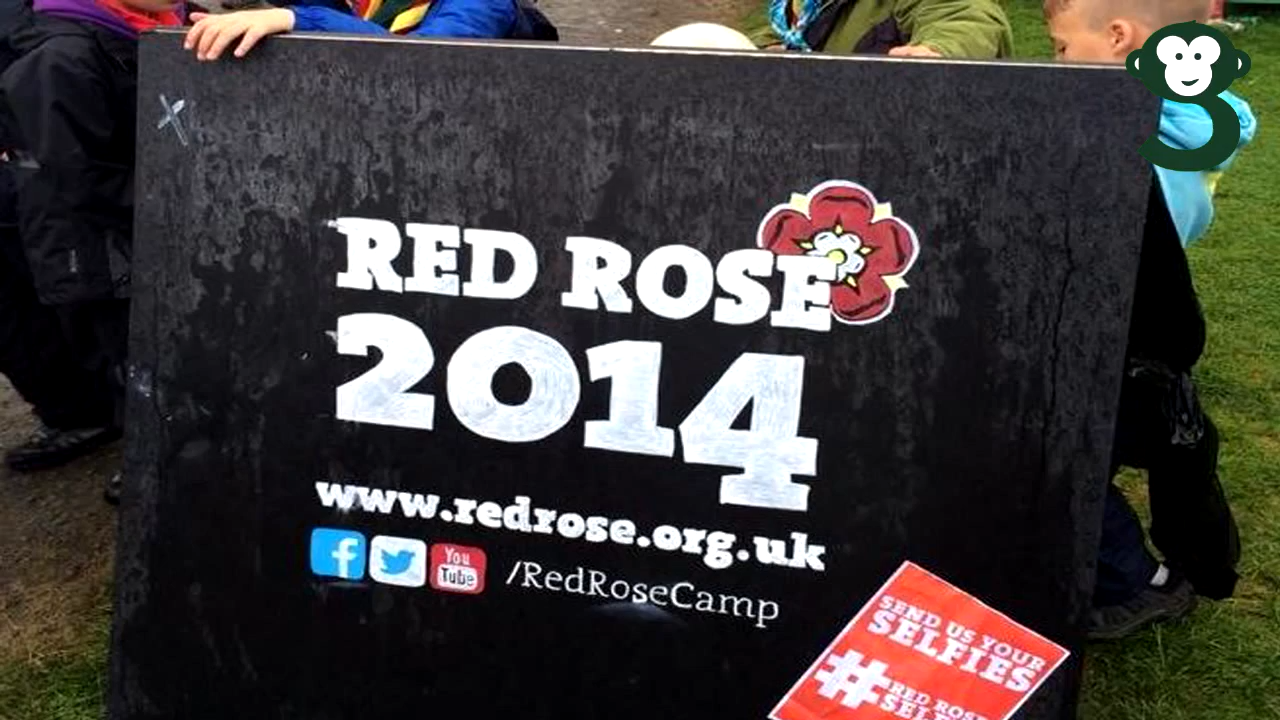 RED ROSE
2014
www.redrose.org.uk
f You Tube /RedRoseCamp
SEND US YOUR
SELFIES
#RED ROSE